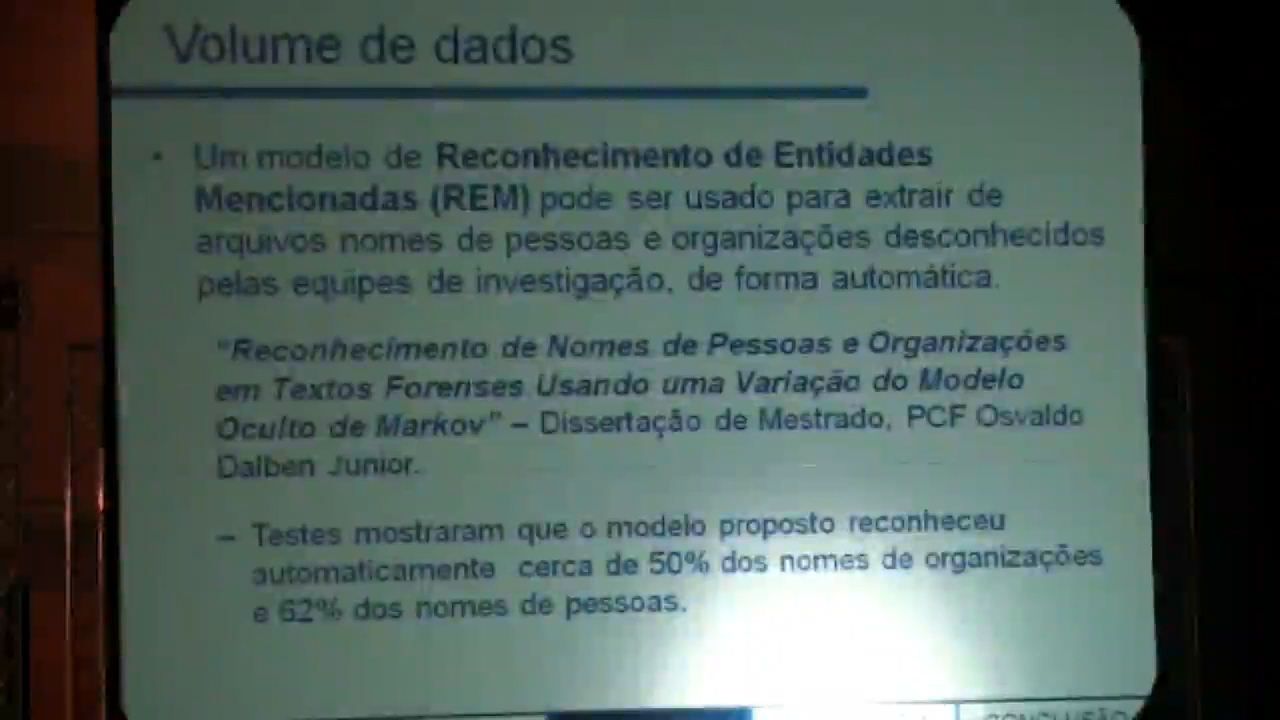 Volume de dados
• Um modelo de Reconhecimento de Entidades
Mencionadas (REM) pode ser usado para extrair de
arquivos nomes de pessoas e organizações desconhecidos
pelas equipes de investigação, de forma automática.
"Reconhecimento de Nomes de Pessoas e Organizações
em Textos Forenses Usando uma Variação do Modelo
Oculto de Markov" – Dissertação de Mestrado, PCF Osvaldo
Dalben Junior.
– Testes mostraram que o modelo proposto reconheceu
automaticamente cerca de 50% dos nomes de organizações
e 62% dos nomes de pessoas.
CONCLUSÃO